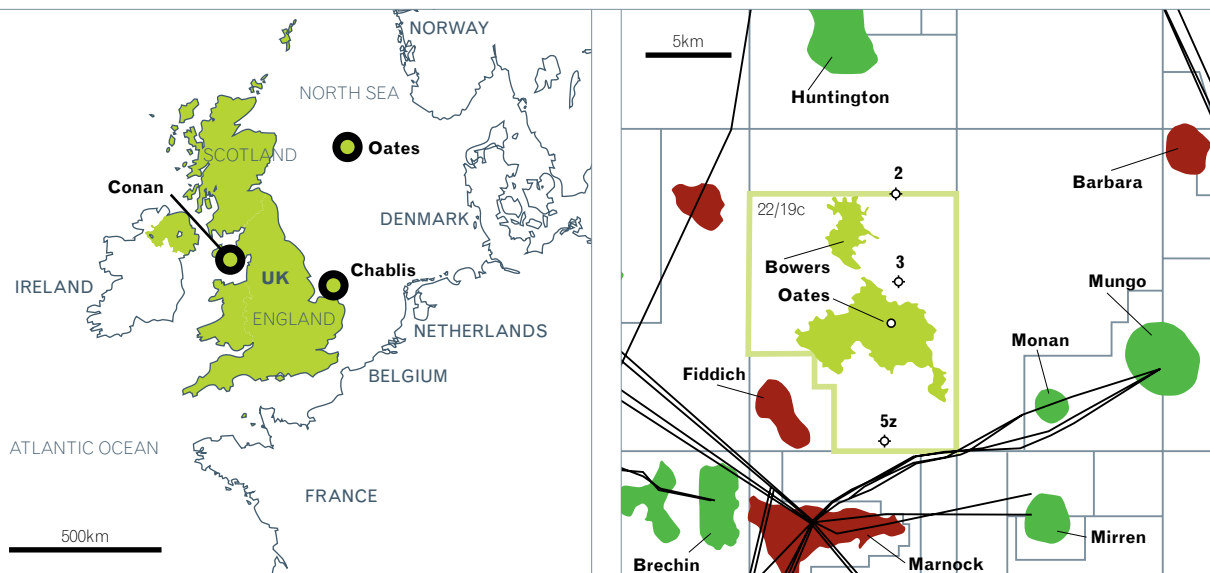 NORWAY
NORTH SEA
Oates
SCOTLAND
Conan
DENMARK
Chablis
UK
IRELAND
ENGLAND
NETHERLANDS
BELGIUM
ATLANTIC OCEAN
FRANCE
500km
5km
Huntington
Barbara
2
22/19c
Bowers
3
Oates
Mungo
Monan
Fiddich
5z
Mirren
Brechin
Marnock